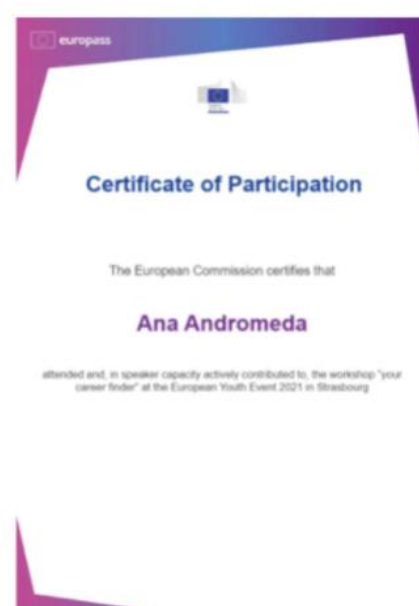 europass
Certificate of Participation
The European Commission certifies that
Ana Andromeda
attended and, in speaker capacity actively contributed to, the workshop "your
career finder" at the European Youth Event 2021 in Strasbourg